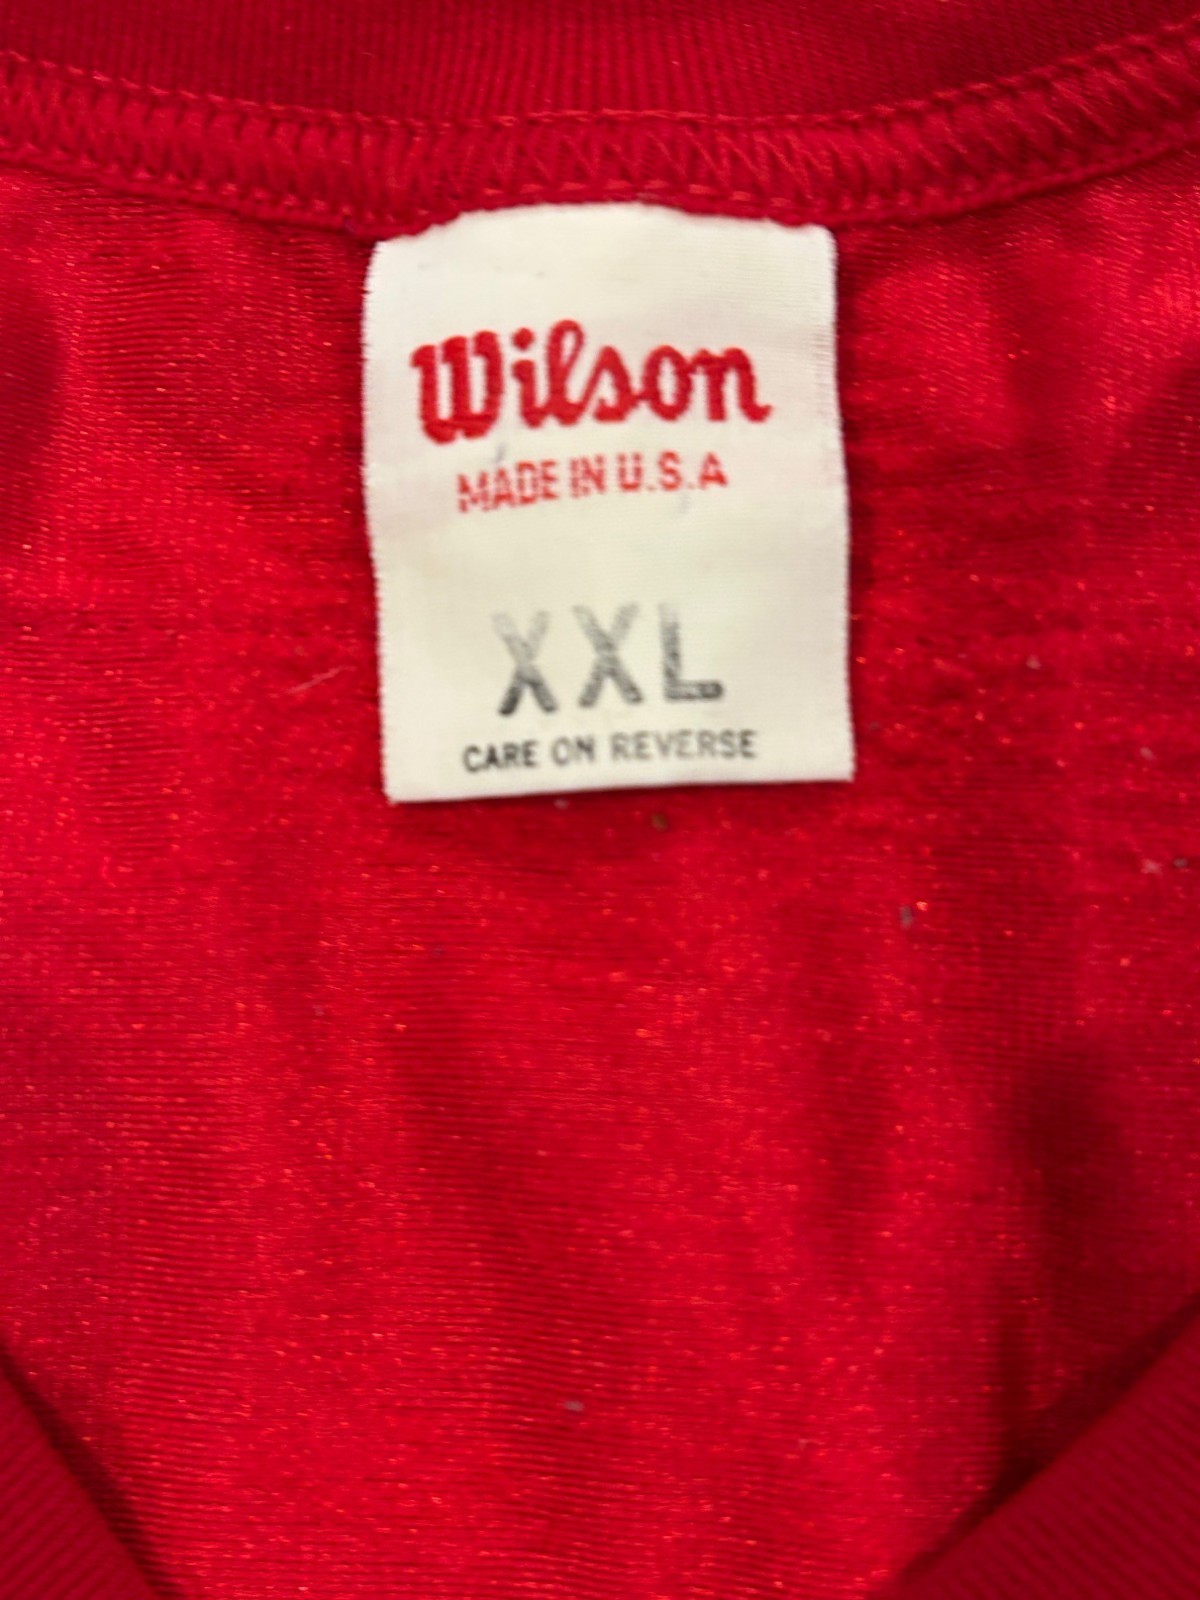 Wilson
MADE IN U.S.A
XXL
CARE ON REVERSE